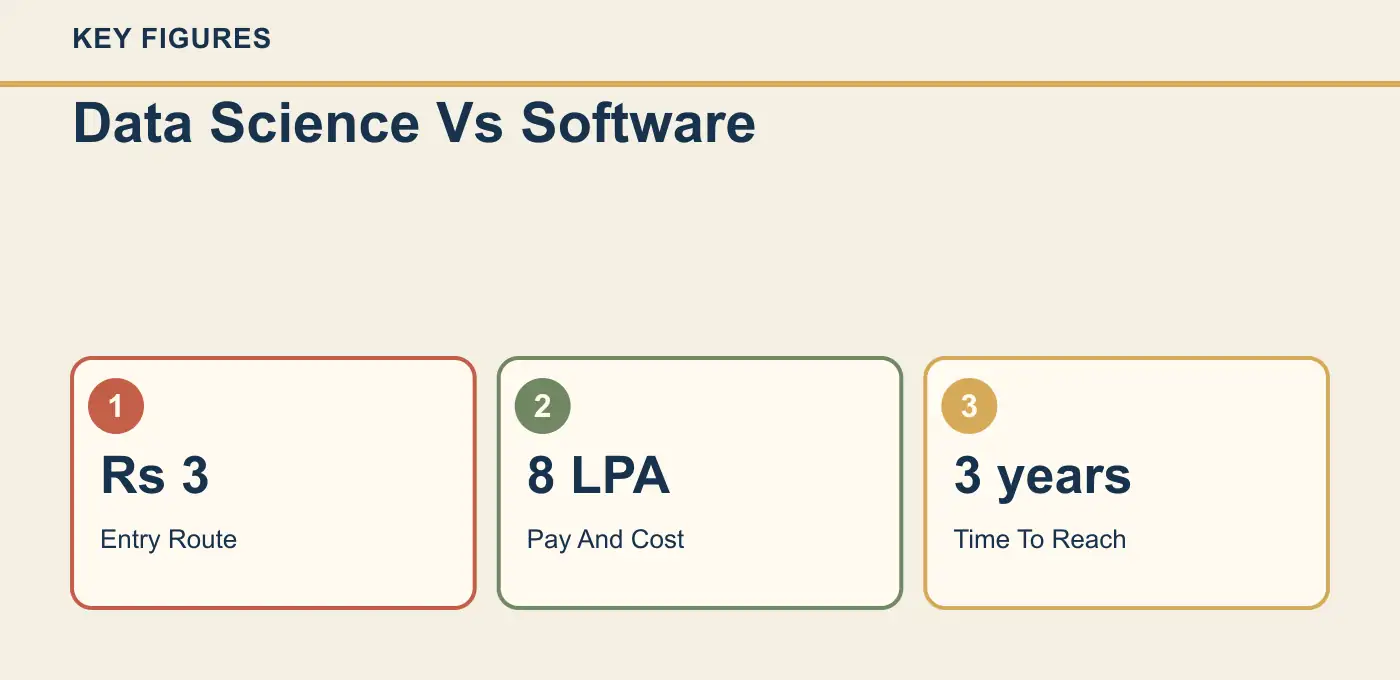 KEY FIGURES
Data Science Vs Software
1
Rs 3
Entry Route
2
8 LPA
Pay And Cost
3
3 years
Time To Reach